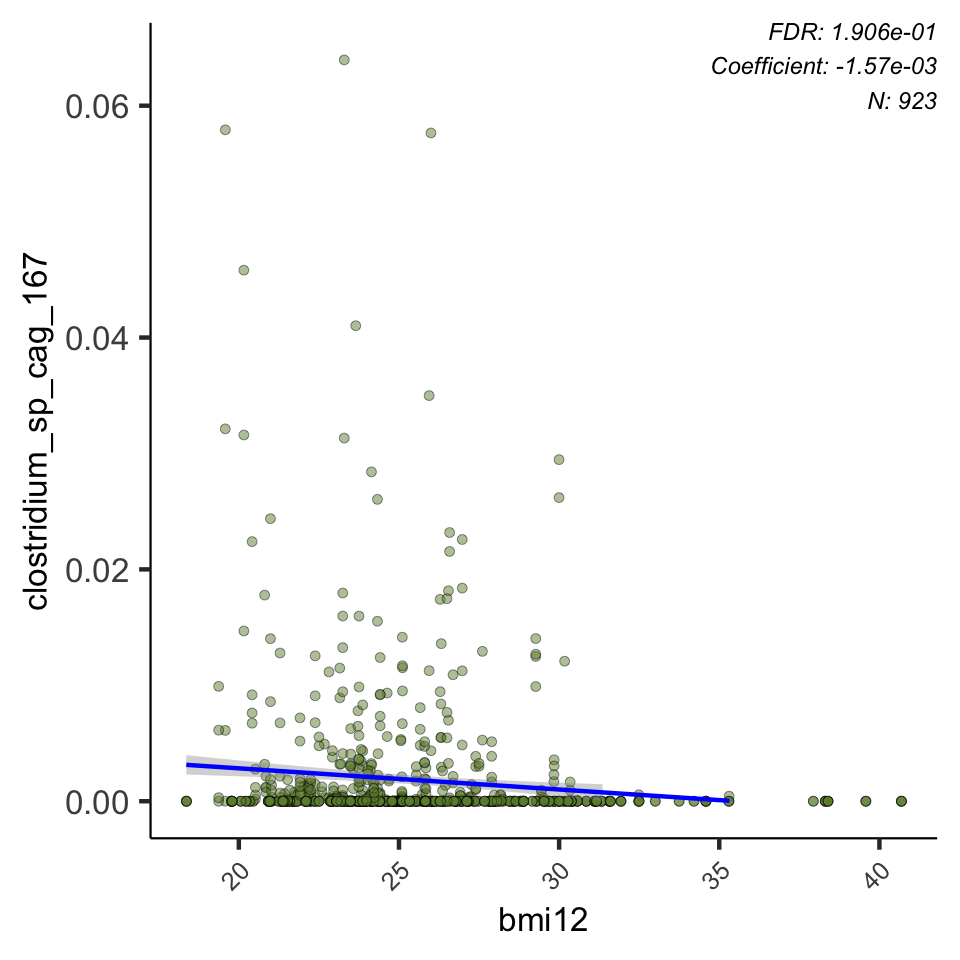 FDR: 1.906e-01
Coefficient: -1.57e-03
N: 923
clostridium_sp_cag_167
0.06
0.04
0.02
0.00
20
25
30
35
40
bmi12